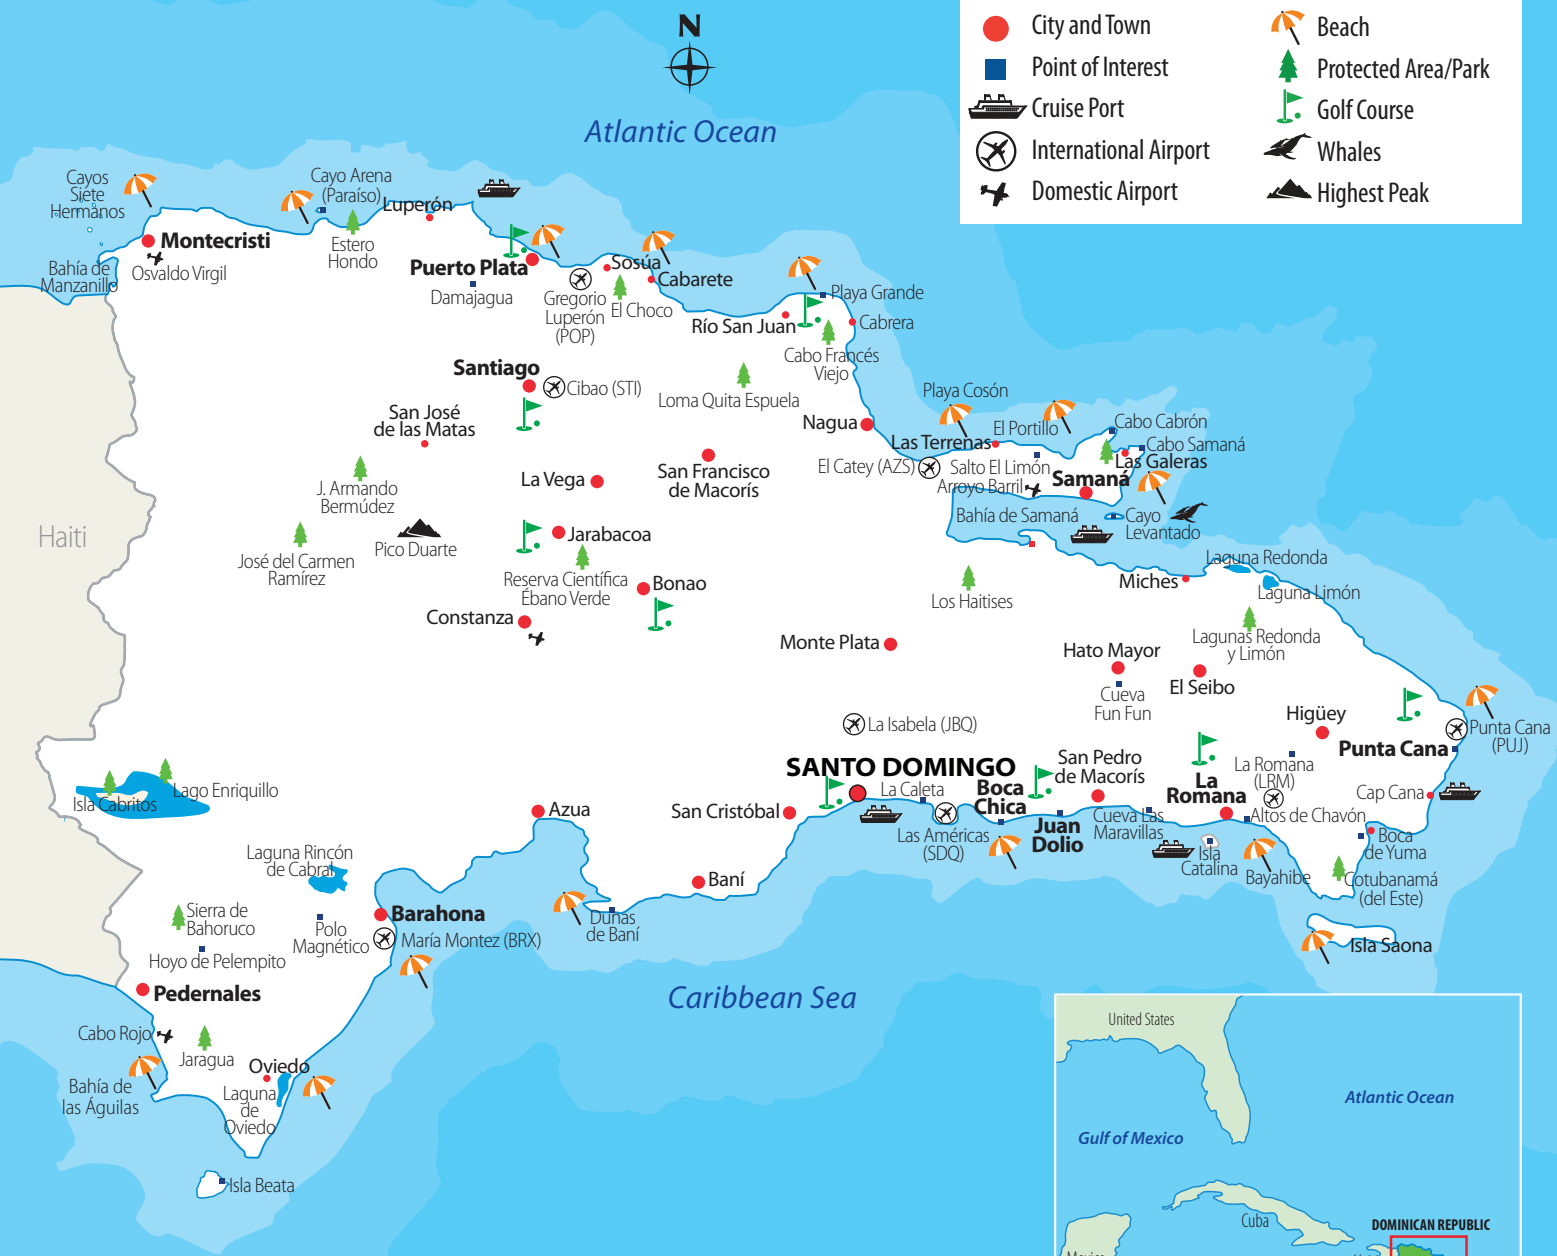 N
Atlantic Ocean
City and Town
Point of Interest
Cruise Port
International Airport
Domestic Airport
Beach
Protected Area/Park
Golf Course
Whales
Highest Peak
Cayos
Siete
Hermanos
Cayo Arena
(Paraíso)
Luperón
Montecristi
Osvaldo Virgil
Bahía de
Manzanillo
Estero
Hondo
Puerto Plata
Damajagua
Sosúa
Cabarete
Gregorio
Luperón
(POP)
El Choco
Playa Grande
Río San Juan
Cabrera
Cabo Francés
Viejo
Santiago
Cibao (STI)
Loma Quita Espuela
San José
de las Matas
Nagua
Playa Cosón
El Portillo
Las Terrenas
Cabo Cabrón
Cabo Samaná
Las Galeras
El Catey (AZS)
Salto El Limón
Arroyo Barril
Samaná
Bahía de Samaná
Cayo
Levantado
La Vega
San Francisco
de Macorís
J. Armando
Bermúdez
Haiti
Pico Duarte
Jarabacoa
José del Carmen
Ramírez
Reserva Científica
Ébano Verde
Bonao
Constanza
Los Haitises
Miches
Laguna Redonda
Laguna Limón
Lagunas Redonda
y Limón
Monte Plata
Hato Mayor
Cueva
Fun Fun
El Seibo
Higüey
La Isabela (JBQ)
Punta Cana
Punta Cana
(PUJ)
SANTO DOMINGO
La Caleta
Boca
Chica
San Pedro
de Macorís
La
Romana
La Romana
(LRM)
Cap Cana
Isla Cabritos
Lago Enriquillo
Azua
San Cristóbal
Las Américas
(SDQ)
Juan
Dolio
Cueva Las
Maravillas
Altos de Chavón
Isla
Catalina
Bayahibe
Boca
de Yuma
Cotubanamá
(del Este)
Isla Saona
Laguna Rincón
de Cabral
Baní
Dunas
de Baní
Sierra de
Bahoruco
Polo
Magnético
Barahona
María Montez (BRX)
Hoyo de Pelempito
Pedernales
Caribbean Sea
Cabo Rojo
Jaragua
Oviedo
Bahía de
las Águilas
Laguna
de
Oviedo
Isla Beata
United States
Atlantic Ocean
Gulf of Mexico
Cuba
DOMINICAN REPUBLIC
Mexico